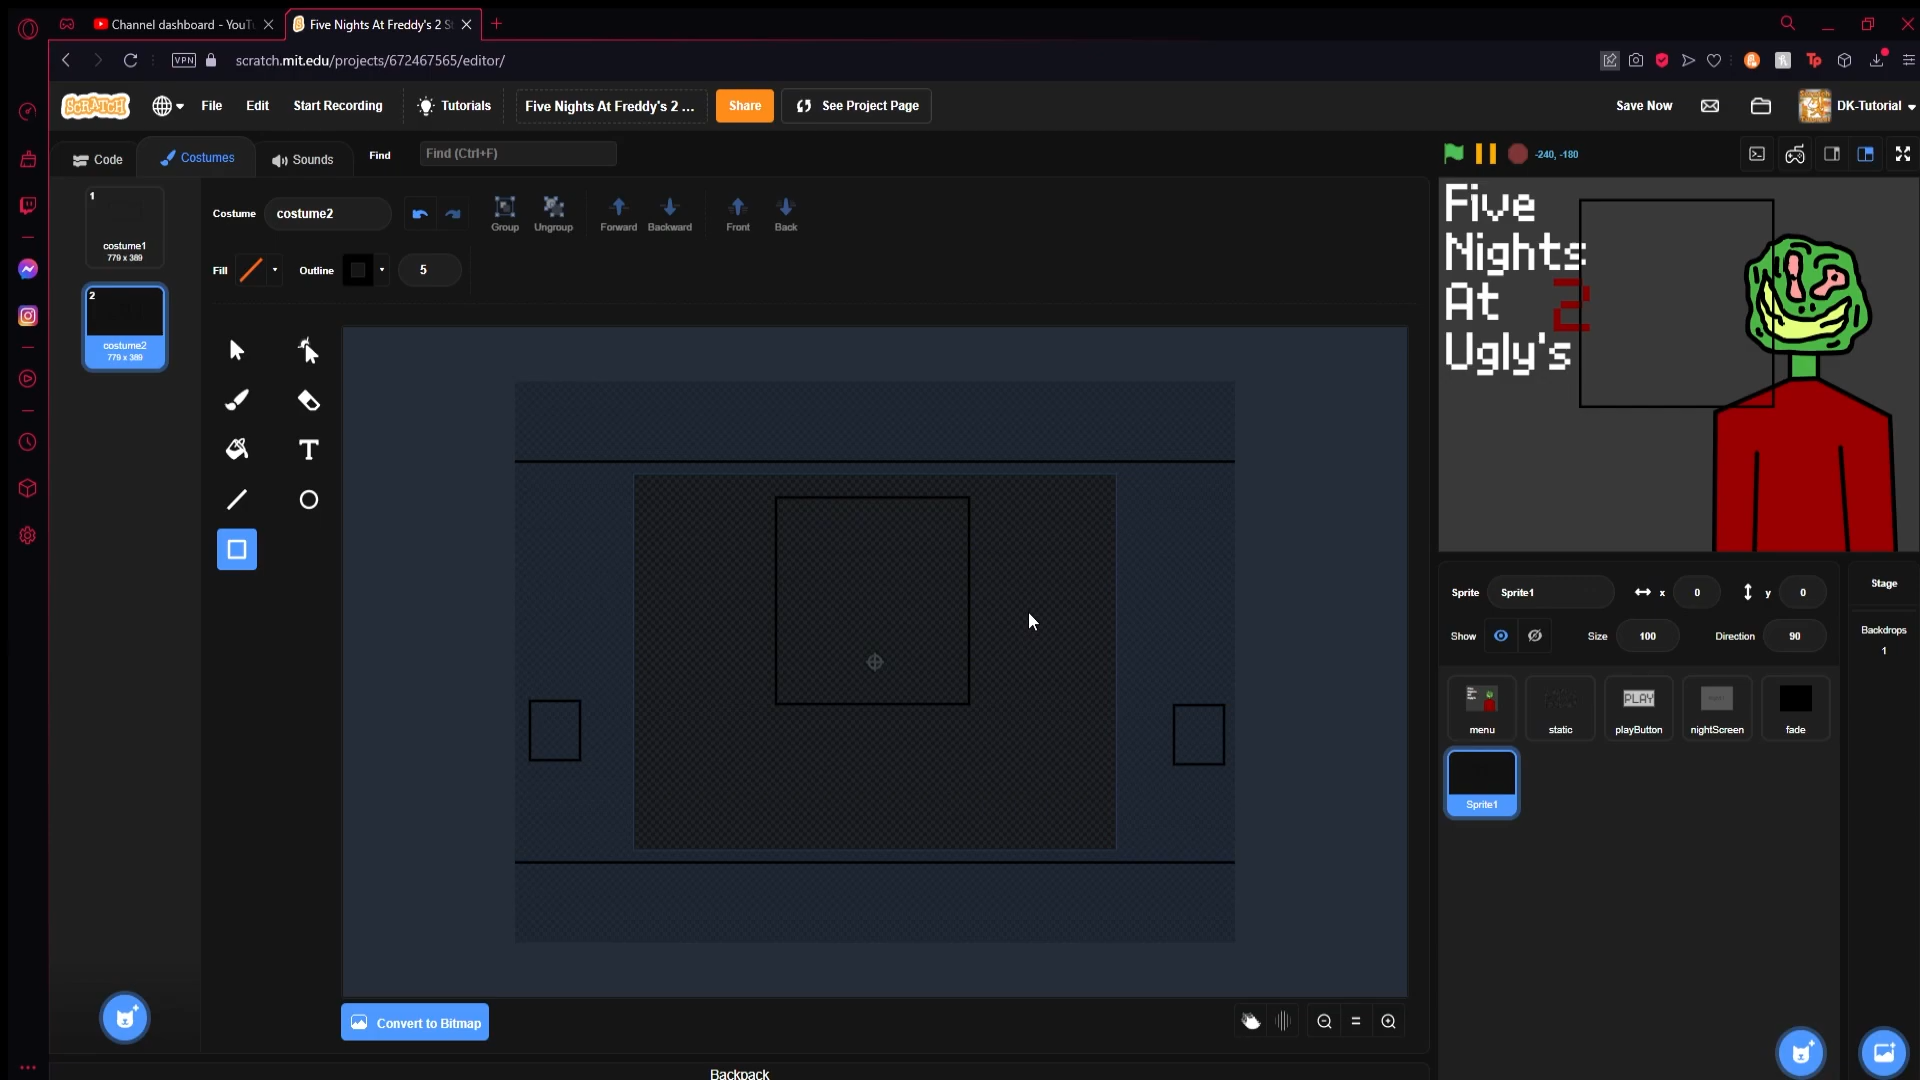 Channel dashboard - YouT
Five Nights At Freddy's 2 S
VPN
scratch.mit.edu/projects/672467565/editor/
Tp
SCRATCH
File
Edit
Start Recording
Tutorials
Five Nights At Freddy's 2 ...
Share
See Project Page
Save Now
DK-Tutorial
Code
Costumes
Sounds
Find
Find (Ctrl+F)
-240, -180
1
costume1
779 x 389
2
costume2
779 x 389
Costume
costume2
Group
Ungroup
Forward
Backward
Front
Back
Fill
Outline
5
T
Convert to Bitmap
Backpack
Five
Nights
At 2
Ugly's
Sprite
Sprite1
x
0
y
0
Show
Size
100
Direction
90
Stage
Backdrops
1
menu
static
PLAY
playButton
nightScreen
fade
Sprite1